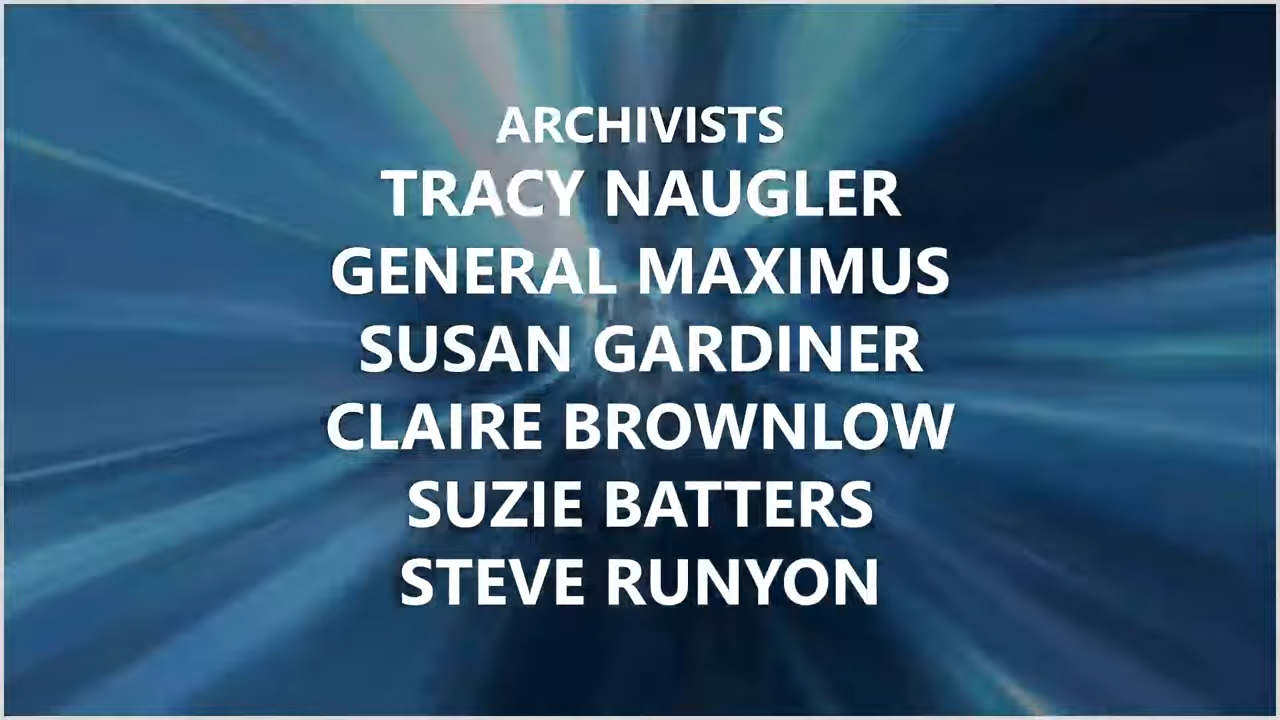 ARCHIVISTS
TRACY NAUGLER
GENERAL MAXIMUS
SUSAN GARDINER
CLAIRE BROWNLOW
SUZIE BATTERS
STEVE RUNYON